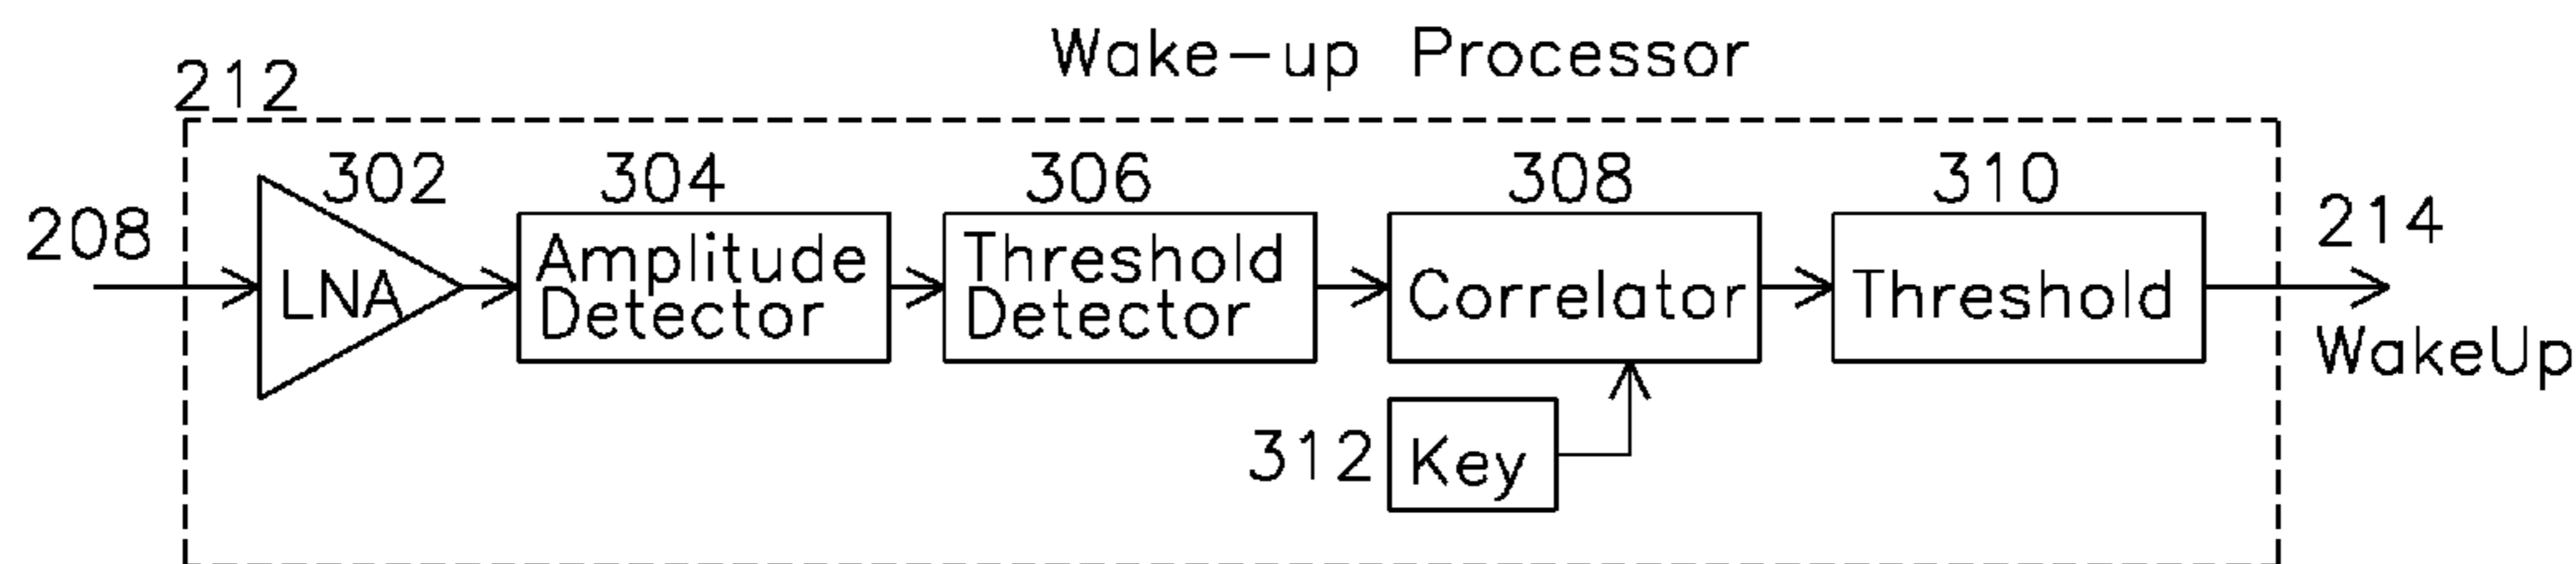 Wake-up Processor
212
302
304
306
308
310
208
214
LNA
Amplitude
Detector
Threshold
Detector
Correlator
Threshold
WakeUp
312
Key